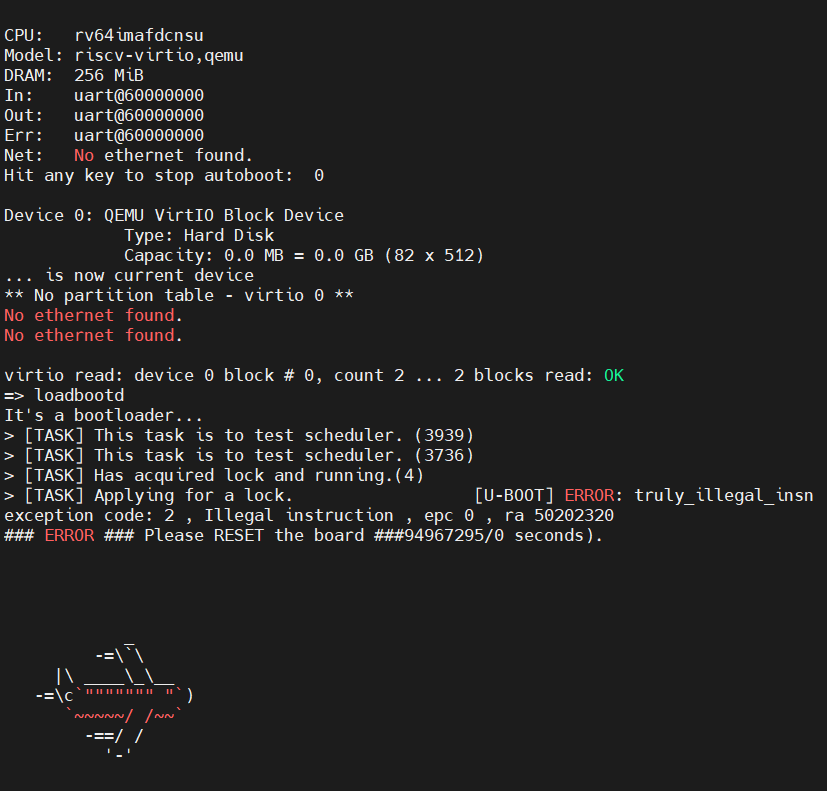 CPU:   rv64imafdcnsu
Model: riscv-virtio,qemu
DRAM:  256 MiB
In:    uart@60000000
Out:   uart@60000000
Err:   uart@60000000
Net:   No ethernet found.
Hit any key to stop autoboot:  0
Device 0: QEMU VirtIO Block Device
            Type: Hard Disk
            Capacity: 0.0 MB = 0.0 GB (82 x 512)
... is now current device
** No partition table - virtio 0 **
No ethernet found.
No ethernet found.
virtio read: device 0 block # 0, count 2 ... 2 blocks read: OK
=> loadbootd
It's a bootloader...
> [TASK] This task is to test scheduler. (3939)
> [TASK] This task is to test scheduler. (3736)
> [TASK] Has acquired lock and running.(4)
> [TASK] Applying for a lock.                  [U-BOOT] ERROR: truly_illegal_insn
exception code: 2 , Illegal instruction , epc 0 , ra 50202320
### ERROR ### Please RESET the board ###94967295/0 seconds).
            _
         -=\`\
     |\ ____\_\__
   -=\c`""""""" "`)
      `~~~~~/ /~~`
        -==/ /
          '-'